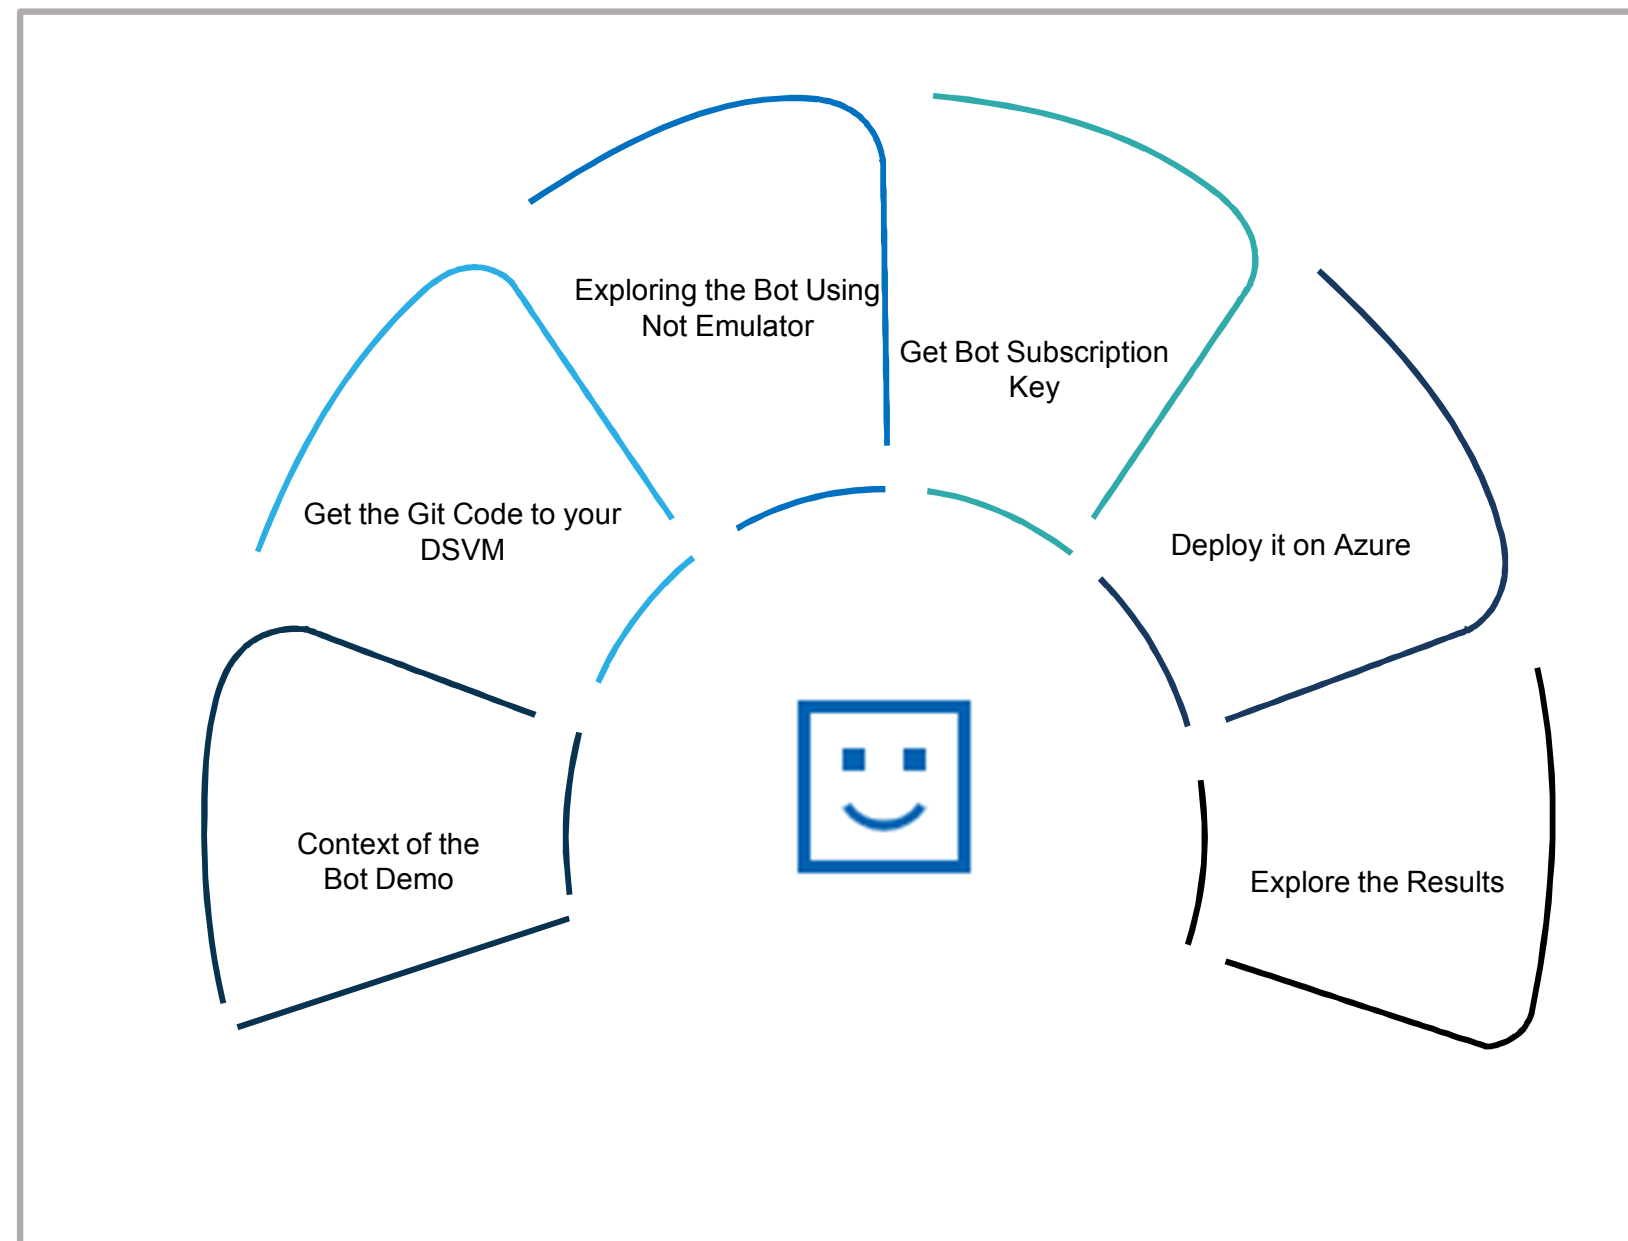 Exploring the Bot Using
Not Emulator
Get Bot Subscription
Key
Get the Git Code to your
DSVM
Deploy it on Azure
Context of the
Bot Demo
Explore the Results